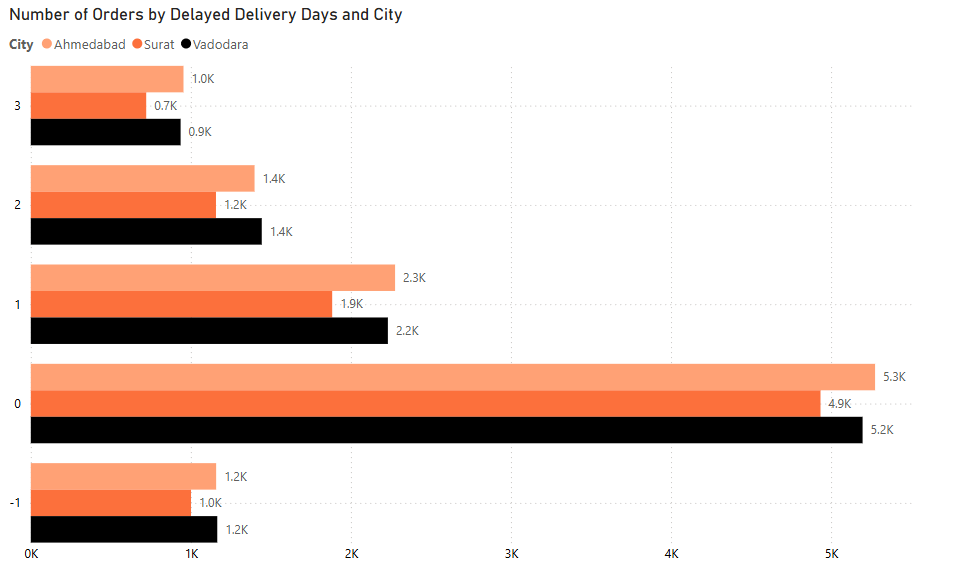 Number of Orders by Delayed Delivery Days and City
City Ahmedabad Surat Vadodara
3
1.0K
0.7K
0.9K
2
1.4K
1.2K
1.4K
1
2.3K
1.9K
2.2K
0
5.3K
4.9K
5.2K
-1
1.2K
1.0K
1.2K
0K 1K 2K 3K 4K 5K